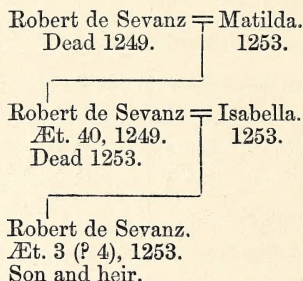 Robert de Sevanz = Matilda.
Dead 1249. 1253.
Robert de Sevanz = Isabella.
Æt. 40, 1249. 1253.
Dead 1253.
Robert de Sevanz.
Æt. 3 (? 4), 1253.
Son and heir.